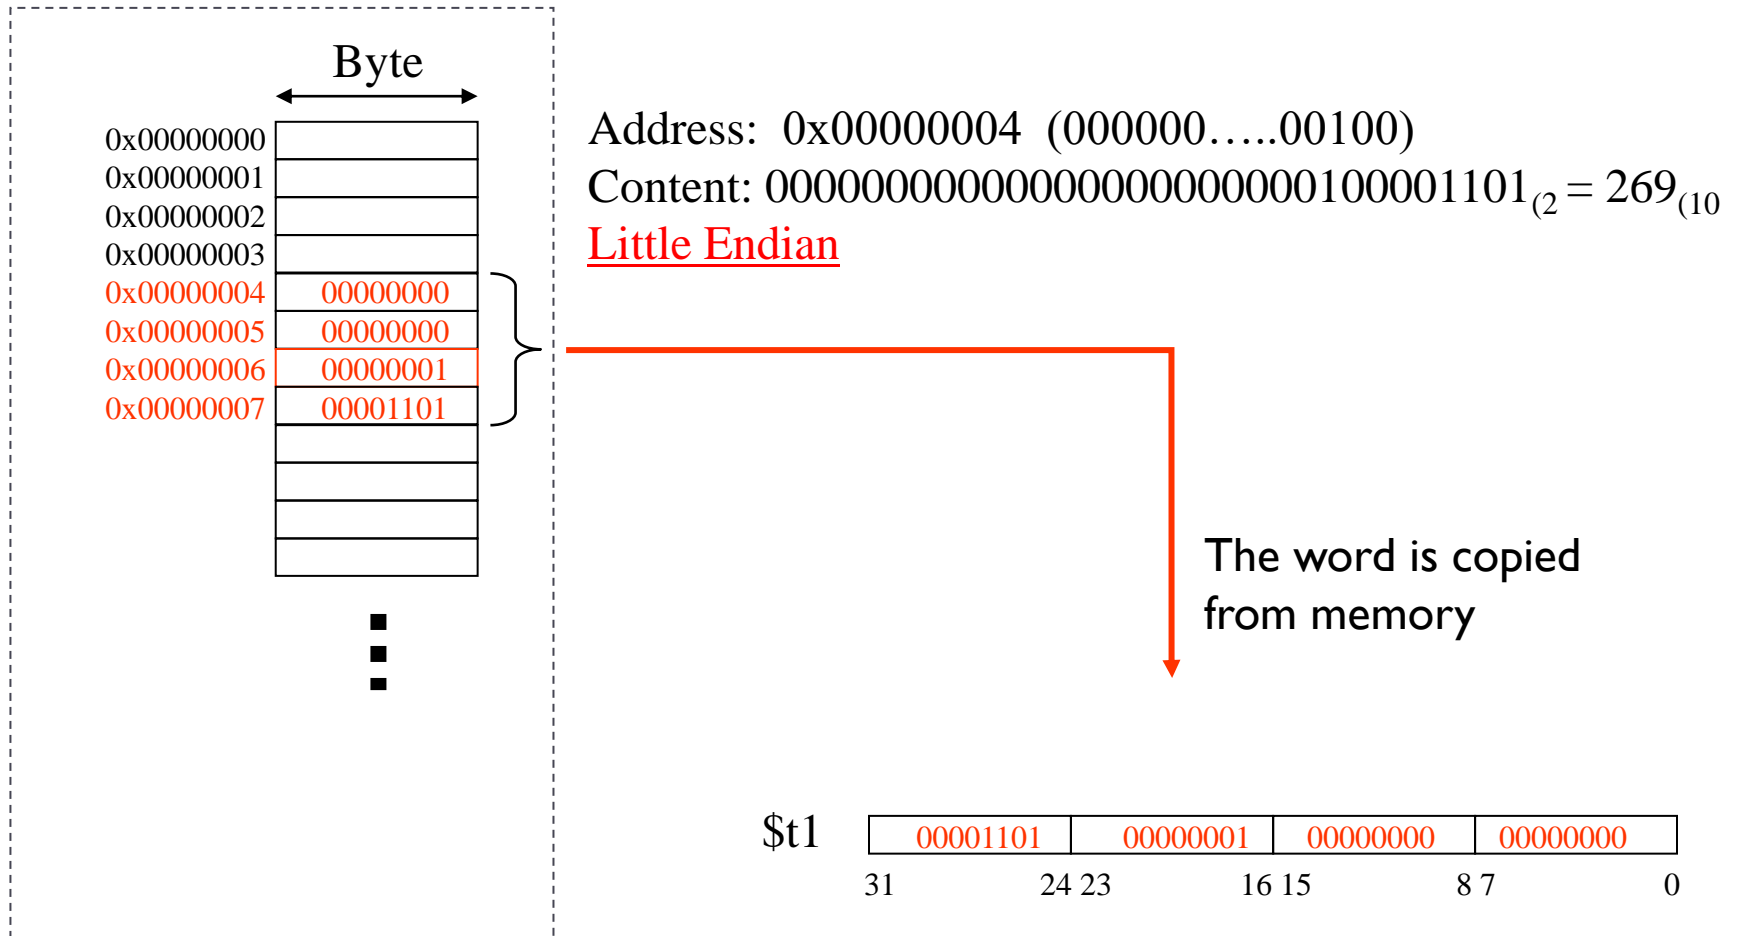 Byte
0x00000000
0x00000001
0x00000002
0x00000003
0x00000004 00000000
0x00000005 00000000
0x00000006 00000001
0x00000007 00001101
Address: 0x00000004 (000000…..00100)
Content: 00000000000000000000000100001101(2 = 269(10
Little Endian
The word is copied
from memory
$t1 00001101 00000001 00000000 00000000
31 24 23 16 15 8 7 0